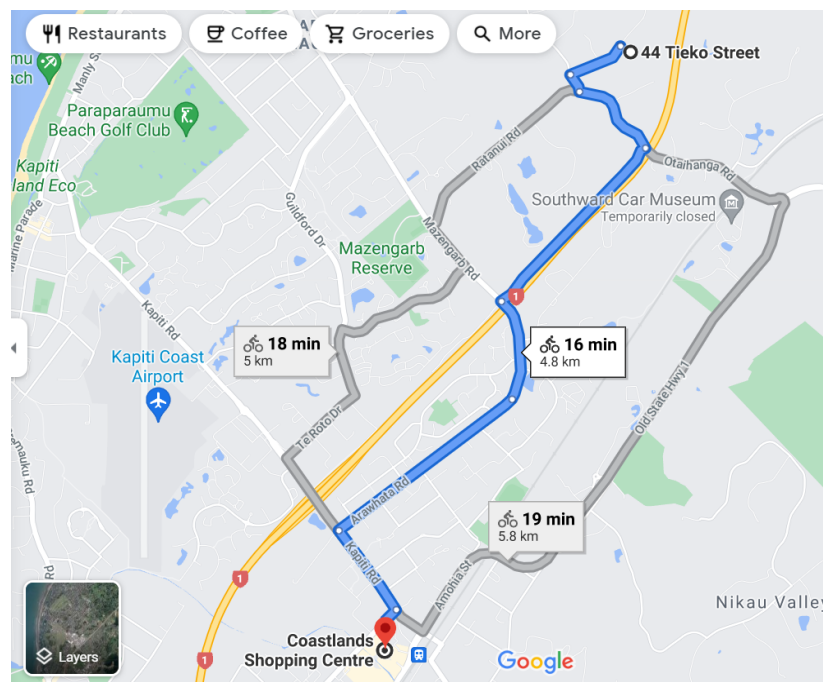 Restaurants
Coffee
Groceries
More
44 Tieko Street
Manly S
Paraparaumu
Beach Golf Club
Kapiti
land Eco
Marine Parade
Ratanui Rd
Otaihanga Rd
Southward Car Museum
Temporarily closed
Guildford Dr
Mazengarb Rd
Mazengarb
Reserve
1
Kapiti Rd
18 min
5 km
16 min
4.8 km
Kapiti Coast
Airport
Old State Hwy 1
Te Roto Dr
Arawhata Rd
19 min
5.8 km
Kapiti Rd
Amohia St
1
Rd
Nikau Valley
Coastlands
Shopping Centre
Layers
1
Google